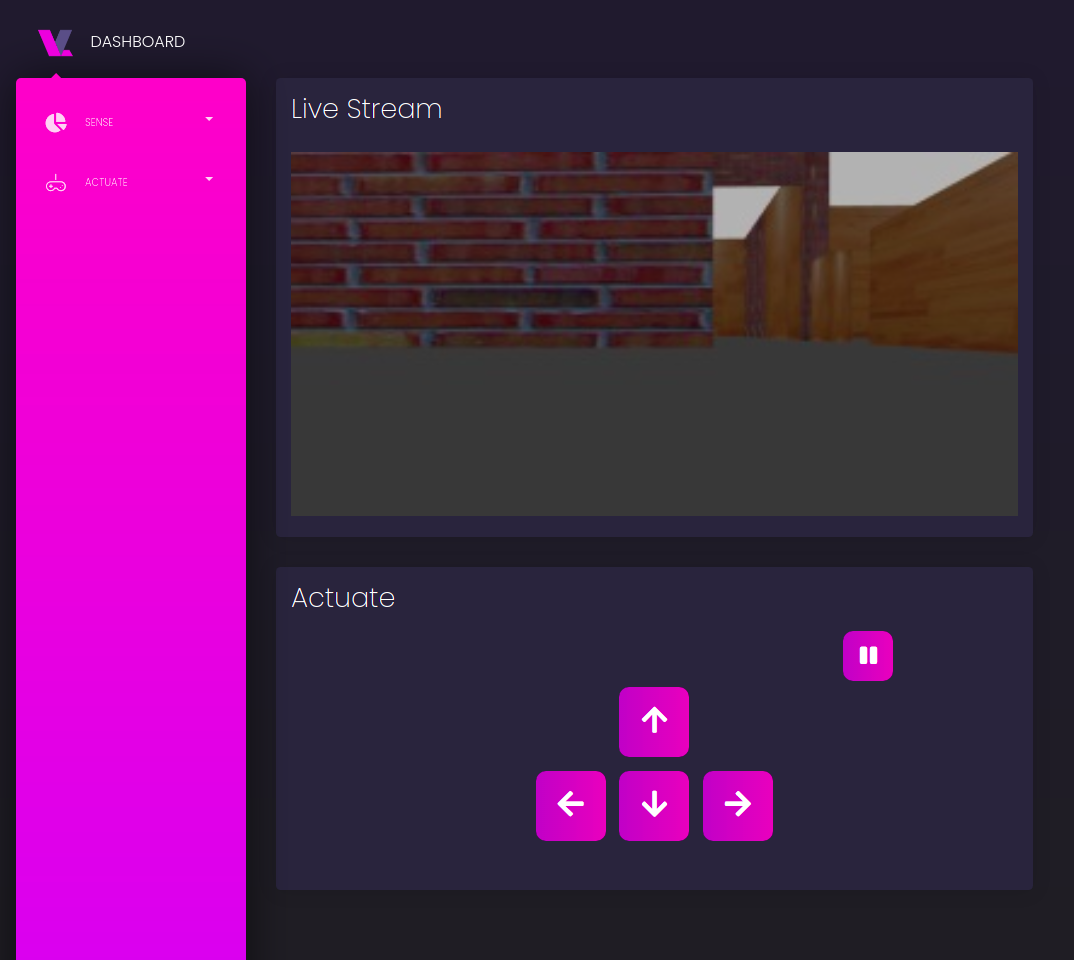 DASHBOARD
SENSE
ACTUATE
Live Stream
Actuate